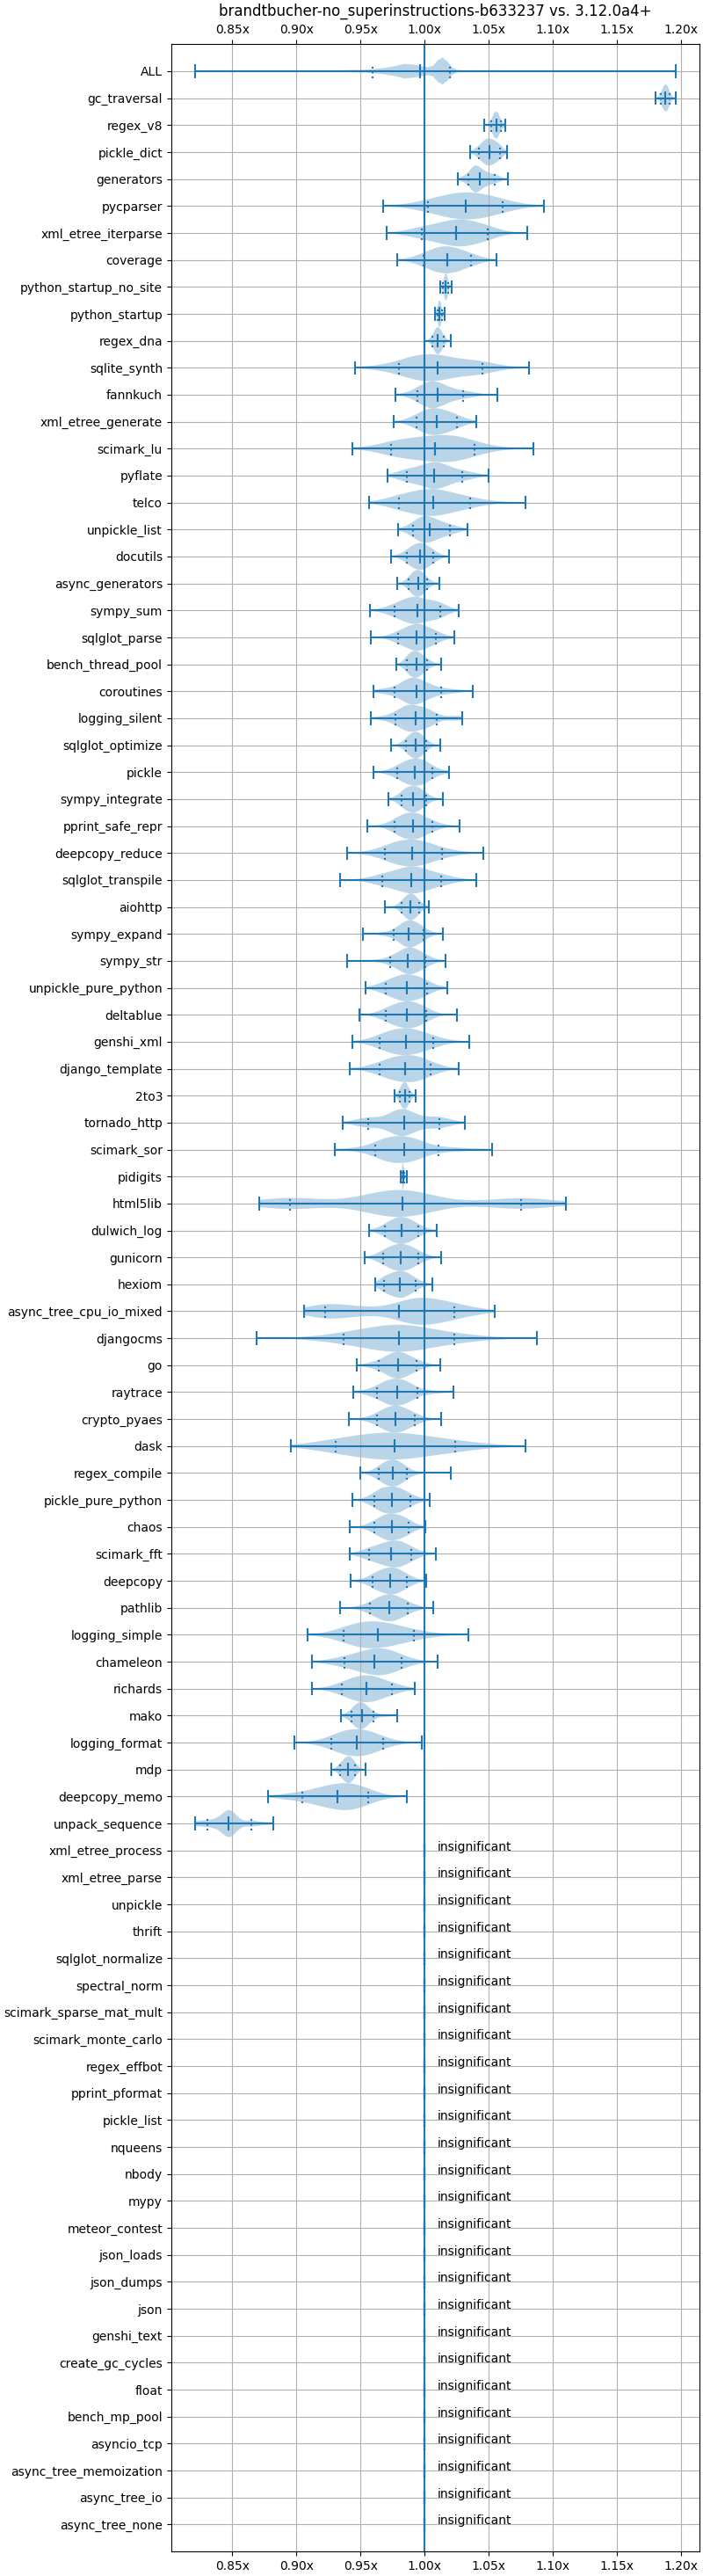 brandtbucher-no_superinstructions-b633237 vs. 3.12.0a4+
0.85x 0.90x 0.95x 1.00x 1.05x 1.10x 1.15x 1.20x
ALL
gc_traversal
regex_v8
pickle_dict
generators
pycparser
xml_etree_iterparse
coverage
python_startup_no_site
python_startup
regex_dna
sqlite_synth
fannkuch
xml_etree_generate
scimark_lu
pyflate
telco
unpickle_list
docutils
async_generators
sympy_sum
sqlglot_parse
bench_thread_pool
coroutines
logging_silent
sqlglot_optimize
pickle
sympy_integrate
pprint_safe_repr
deepcopy_reduce
sqlglot_transpile
aiohttp
sympy_expand
sympy_str
unpickle_pure_python
deltablue
genshi_xml
django_template
2to3
tornado_http
scimark_sor
pidigits
html5lib
dulwich_log
gunicorn
hexiom
async_tree_cpu_io_mixed
djangocms
go
raytrace
crypto_pyaes
dask
regex_compile
pickle_pure_python
chaos
scimark_fft
deepcopy
pathlib
logging_simple
chameleon
richards
mako
logging_format
mdp
deepcopy_memo
unpack_sequence
xml_etree_process insignificant
xml_etree_parse insignificant
unpickle insignificant
thrift insignificant
sqlglot_normalize insignificant
spectral_norm insignificant
scimark_sparse_mat_mult insignificant
scimark_monte_carlo insignificant
regex_effbot insignificant
pprint_pformat insignificant
pickle_list insignificant
nqueens insignificant
nbody insignificant
mypy insignificant
meteor_contest insignificant
json_loads insignificant
json_dumps insignificant
json insignificant
genshi_text insignificant
create_gc_cycles insignificant
float insignificant
bench_mp_pool insignificant
asyncio_tcp insignificant
async_tree_memoization insignificant
async_tree_io insignificant
async_tree_none insignificant
0.85x 0.90x 0.95x 1.00x 1.05x 1.10x 1.15x 1.20x